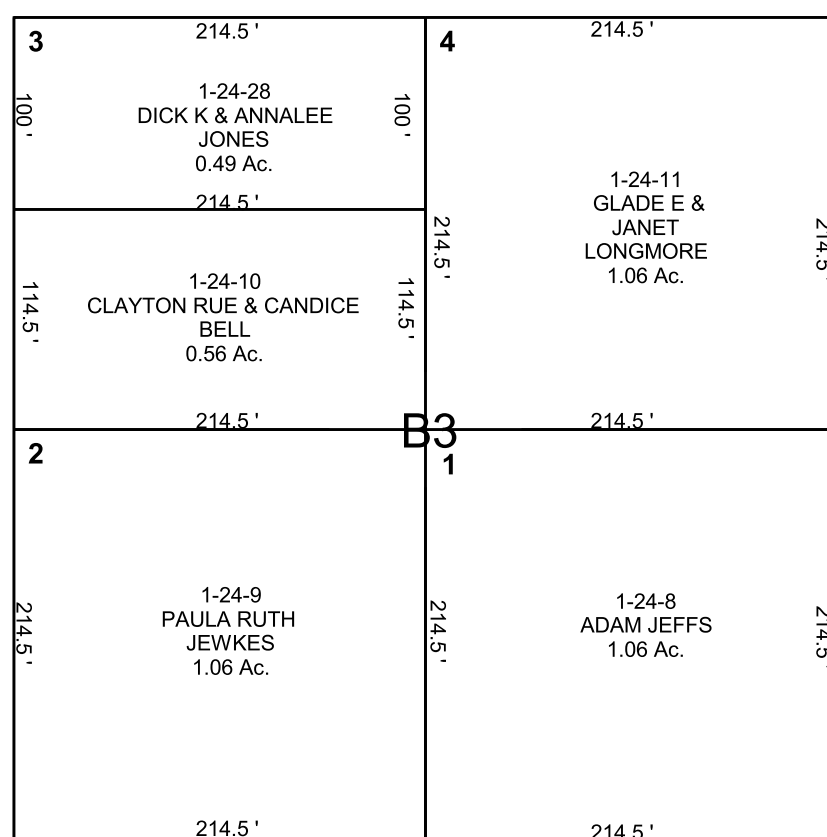 3
214.5 '
100 '
1-24-28
DICK K & ANNALEE
JONES
0.49 Ac.
100 '
214.5 '
4
214.5 '
1-24-11
GLADE E &
JANET
LONGMORE
1.06 Ac.
214.5 '
214.5 '
114.5 '
1-24-10
CLAYTON RUE & CANDICE
BELL
0.56 Ac.
114.5 '
214.5 '
214.5 '
B3
2
1-24-9
PAULA RUTH
JEWKES
1.06 Ac.
214.5 '
214.5 '
214.5 '
1
1-24-8
ADAM JEFFS
1.06 Ac.
214.5 '
214.5 '